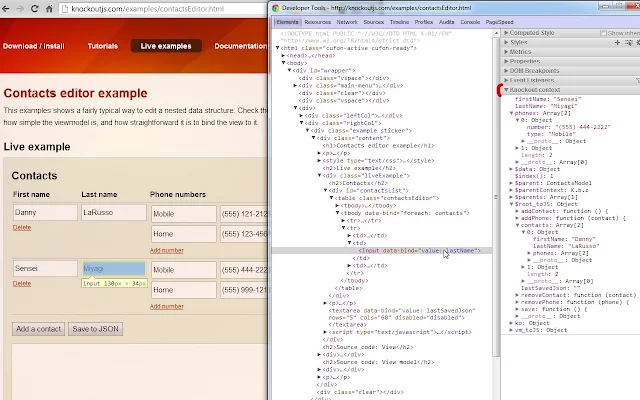 knockoutjs.com/examples/contactsEditor.html
Download / Install
Tutorials
Live examples
Documentation
Contacts editor example
This examples shows a fairly typical way to edit a nested data structure. Check th
how simple the viewmodel is, and how straightforward it is to bind the view to it.
Live example
Contacts
First name
Last name
Phone numbers
Danny
LaRusso
Mobile
(555) 121-212
Delete
Home
(555) 123-456
Add number
Sensei
Miyagi
Mobile
(555) 444-222
Delete
Input 130px × 34px
Home
(555) 999-121
Add number
Add a contact
Save to JSON
Developer Tools - http://knockoutjs.com/examples/contactsEditor.html
Elements
Resources
Network
Sources
Timeline
Profiles
Audits
Console
PageSpeed
"http://www.w3.org/TR/html4/strict.dtd">
<html class="cufon-active cufon-ready">
<head>…</head>
<body>
<div id="wrapper">
<div class="vspace"></div>
<div class="main-menu">…</div>
<div class="clear"></div>
<div class="vspace"></div>
<div class="leftCol">…</div>
<div class="rightCol">
<div class="example sticker">
<div class="content">
<h1>Contacts editor example</h1>
<p>…</p>
<style type="text/css">…</style>
<h2>Live example</h2>
<div class="liveExample">
<h2>Contacts</h2>
<div id="contactsList">
<table class="contactsEditor">
<tbody>…</tbody>
<tbody data-bind="foreach: contacts">
<tr>…</tr>
<tr>
<td>…</td>
<td>
<input data-bind="value: lastName">
</td>
<td>…</td>
</tr>
</tbody>
</table>
</div>
<p>…</p>
<textarea data-bind="value: lastSavedJson"
rows="5" cols="60" disabled="disabled">
</textarea>
<script type="text/javascript">…</script>
</div>
<h2>Source code: View</h2>
<div>…</div>
<h2>Source code: View model</h2>
<div>…</div>
<p>…</p>
</div>
<div class="clear"></div>
Computed Style
Styles
Metrics
Properties
DOM Breakpoints
Event Listeners
Knockout context
firstName: "Sensei"
lastName: "Miyagi"
phones: Array[2]
0: Object
number: "(555) 444-2222"
type: "Mobile"
__proto__: Object
1: Object
length: 2
__proto__: Array[0]
$data: Object
$index(): 1
$parent: ContactsModel
$parentContext: K.b.z
$parents: Array[1]
$root_toJS: Object
addContact: function () {
addPhone: function (contact) {
contacts: Array[2]
0: Object
firstName: "Danny"
lastName: "LaRusso"
phones: Array[2]
__proto__: Object
1: Object
length: 2
__proto__: Array[0]
lastSavedJson: ""
removeContact: function (contact)
removePhone: function (phone) {
save: function () {
__proto__: Object
ko: Object
vm_toJS: Object